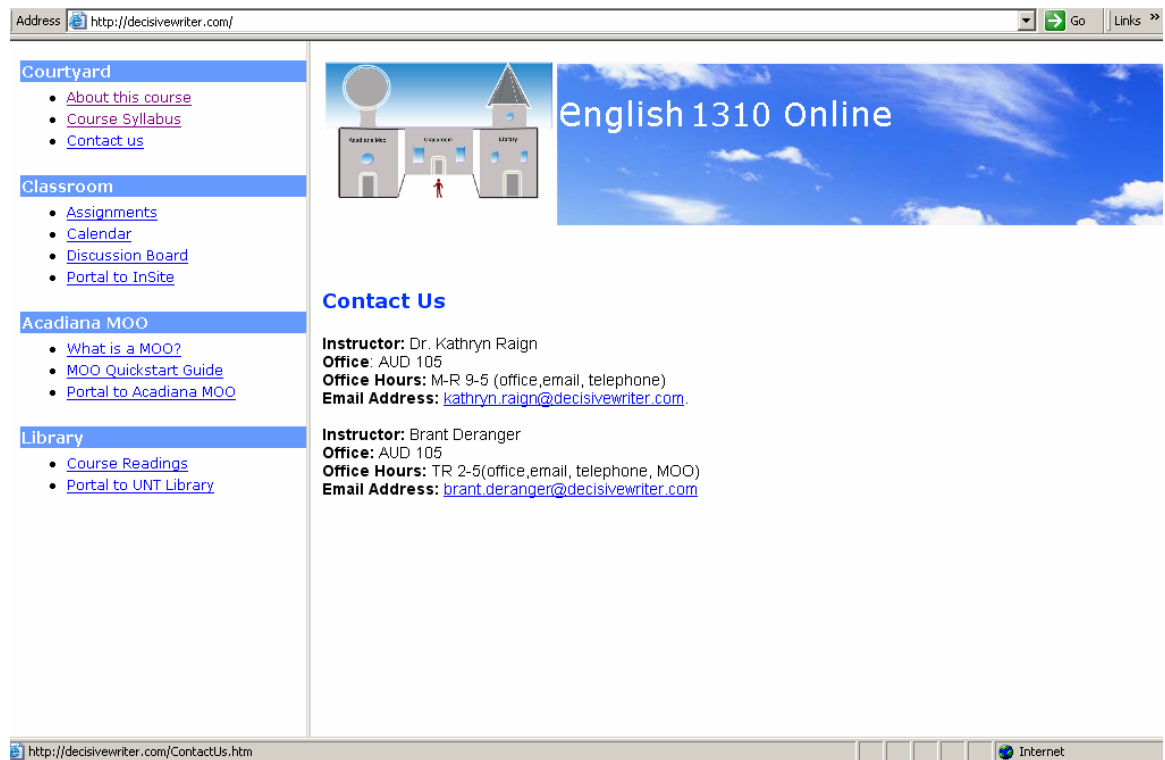 Address http://decisivewriter.com/ Go Links »
Courtyard
About this course
Course Syllabus
Contact us
Classroom
Assignments
Calendar
Discussion Board
Portal to InSite
Acadiana MOO
What is a MOO?
MOO Quickstart Guide
Portal to Acadiana MOO
Library
Course Readings
Portal to UNT Library
Acadiana Moo Classroom Library
English 1310 Online
Contact Us
Instructor: Dr. Kathryn Raign
Office: AUD 105
Office Hours: M-R 9-5 (office,email, telephone)
Email Address: kathryn.raign@decisivewriter.com.
Instructor: Brant Deranger
Office: AUD 105
Office Hours: TR 2-5(office,email, telephone, MOO)
Email Address: brant.deranger@decisivewriter.com
http://decisivewriter.com/ContactUs.htm Internet